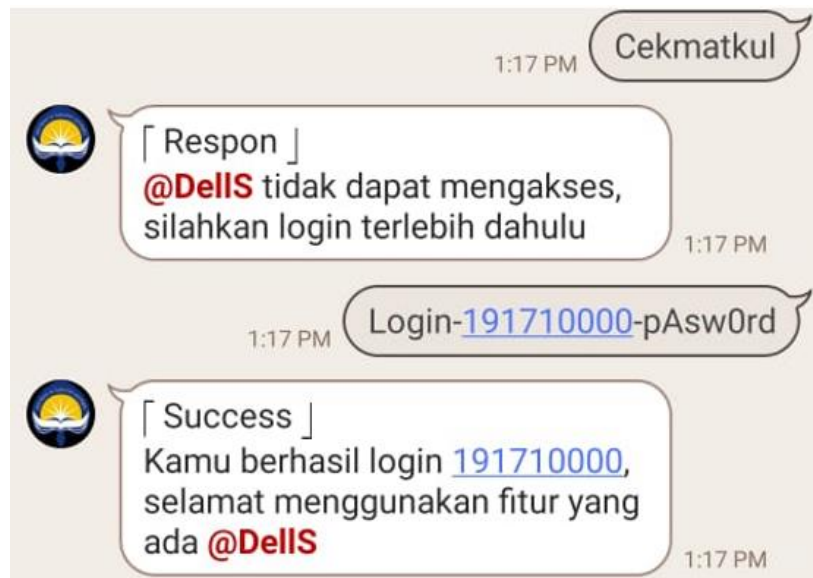 Cekmatkul
1:17 PM
⎡ Respon ⎦
@DellS tidak dapat mengakses,
silahkan login terlebih dahulu
1:17 PM
Login-191710000-pAsw0rd
1:17 PM
⎡ Success ⎦
Kamu berhasil login 191710000,
selamat menggunakan fitur yang
ada @DellS
1:17 PM